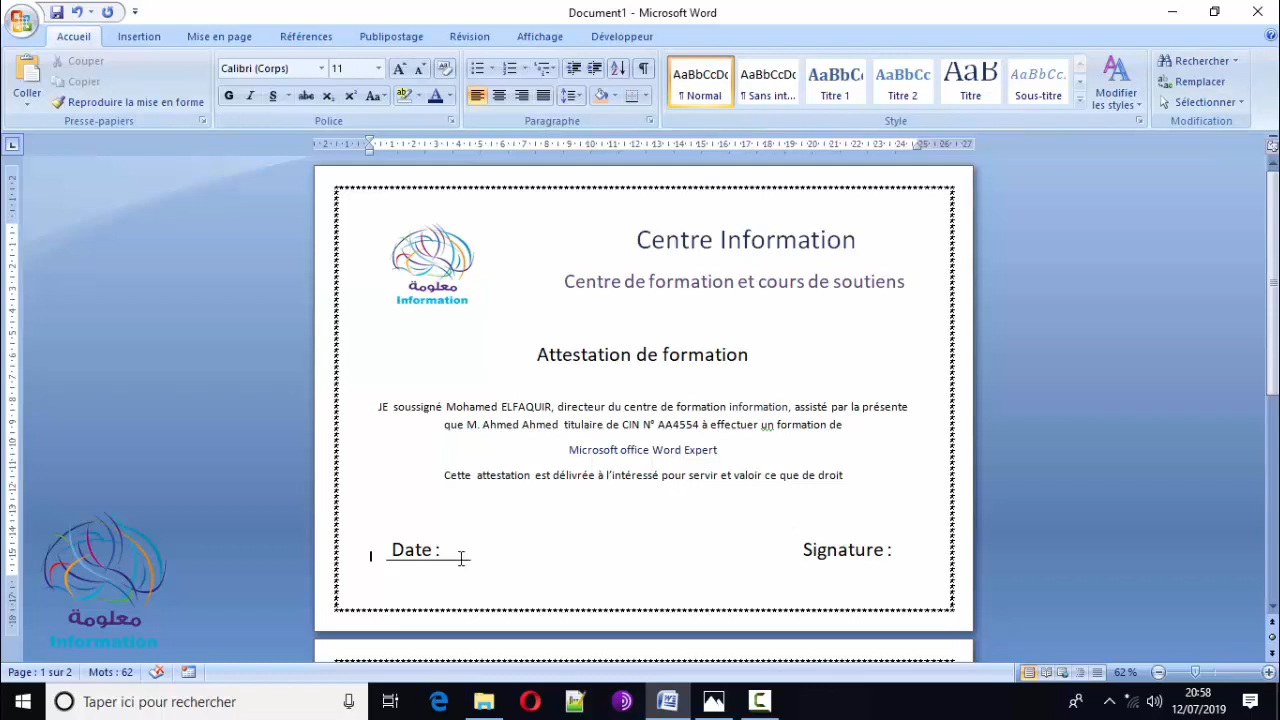 Document1 - Microsoft Word
Accueil Insertion Mise en page Références Publipostage Révision Affichage Développeur
Coller
Couper
Copier
Reproduire la mise en forme
Presse-papiers
Calibri (Corps) 11
G I S abc x₂ x² Aa
Police
Paragraphe
AaBbCcDc AaBbCcDc AaBbCc AaBbCc AaB AaBbCc.
¶ Normal ¶ Sans int... Titre 1 Titre 2 Titre Sous-titre
Modifier
les styles
Style
Rechercher
Remplacer
Sélectionner
Modification
Centre Information
Centre de formation et cours de soutiens
معلومة
Information
Attestation de formation
JE soussigné Mohamed ELFAQUIR, directeur du centre de formation information, assisté par la présente
que M. Ahmed Ahmed titulaire de CIN N° AA4554 à effectuer un formation de
Microsoft office Word Expert
Cette attestation est délivrée à l'intéressé pour servir et valoir ce que de droit
Date :
Signature :
معلومة
Information
Page : 1 sur 2 Mots : 62
62 %
Taper ici pour rechercher
20:58
12/07/2019